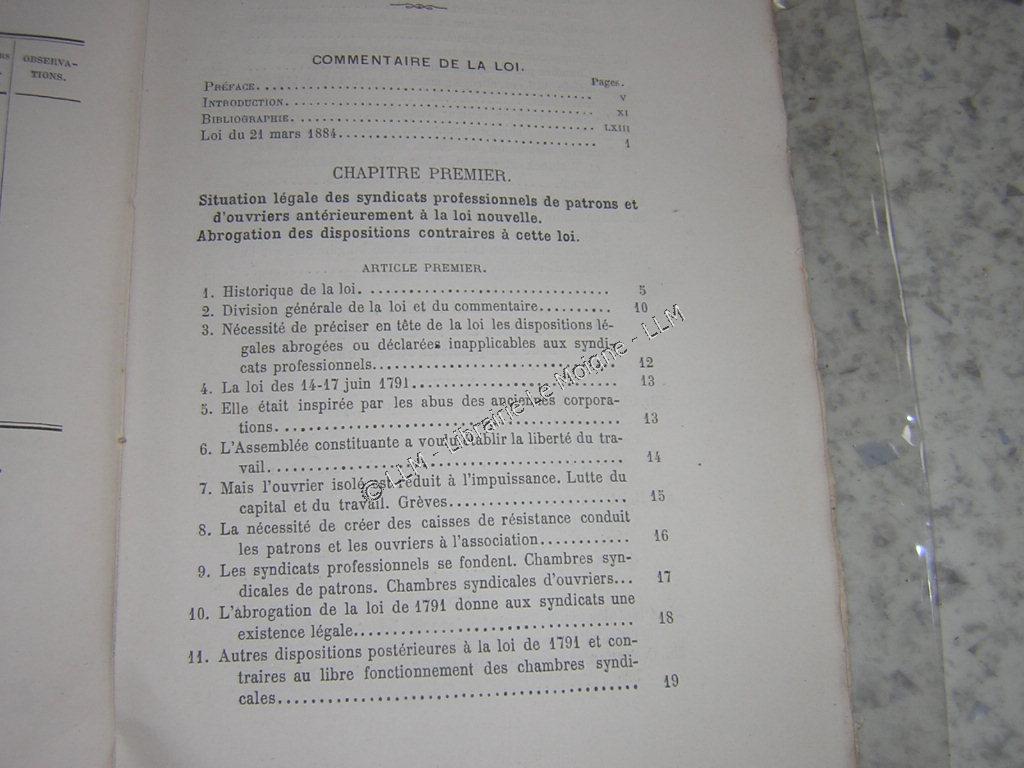 OBSERVA-
TIONS.
COMMENTAIRE DE LA LOI.
Pages.
PRÉFACE. V
INTRODUCTION. XI
BIBLIOGRAPHIE. LXIII
Loi du 21 mars 1884. 1
CHAPITRE PREMIER.
Situation légale des syndicats professionnels de patrons et
d'ouvriers antérieurement à la loi nouvelle.
Abrogation des dispositions contraires à cette loi.
ARTICLE PREMIER.
1. Historique de la loi. 5
2. Division générale de la loi et du commentaire. 10
3. Nécessité de préciser en tête de la loi les dispositions lé-
gales abrogées ou déclarées inapplicables aux syndi-
cats professionnels. 12
4. La loi des 14-17 juin 1791. 13
5. Elle était inspirée par les abus des anciennes corpora-
tions. 13
6. L'Assemblée constituante a voulu établir la liberté du tra-
vail. 14
7. Mais l'ouvrier isolé est réduit à l'impuissance. Lutte du
capital et du travail. Grèves. 15
8. La nécessité de créer des caisses de résistance conduit
les patrons et les ouvriers à l'association. 16
9. Les syndicats professionnels se fondent. Chambres syn-
dicales de patrons. Chambres syndicales d'ouvriers... 17
10. L'abrogation de la loi de 1791 donne aux syndicats une
existence légale. 18
11. Autres dispositions postérieures à la loi de 1791 et con-
traires au libre fonctionnement des chambres syndi-
cales. 19
© LLM - Librairie Le Moigne - LLM